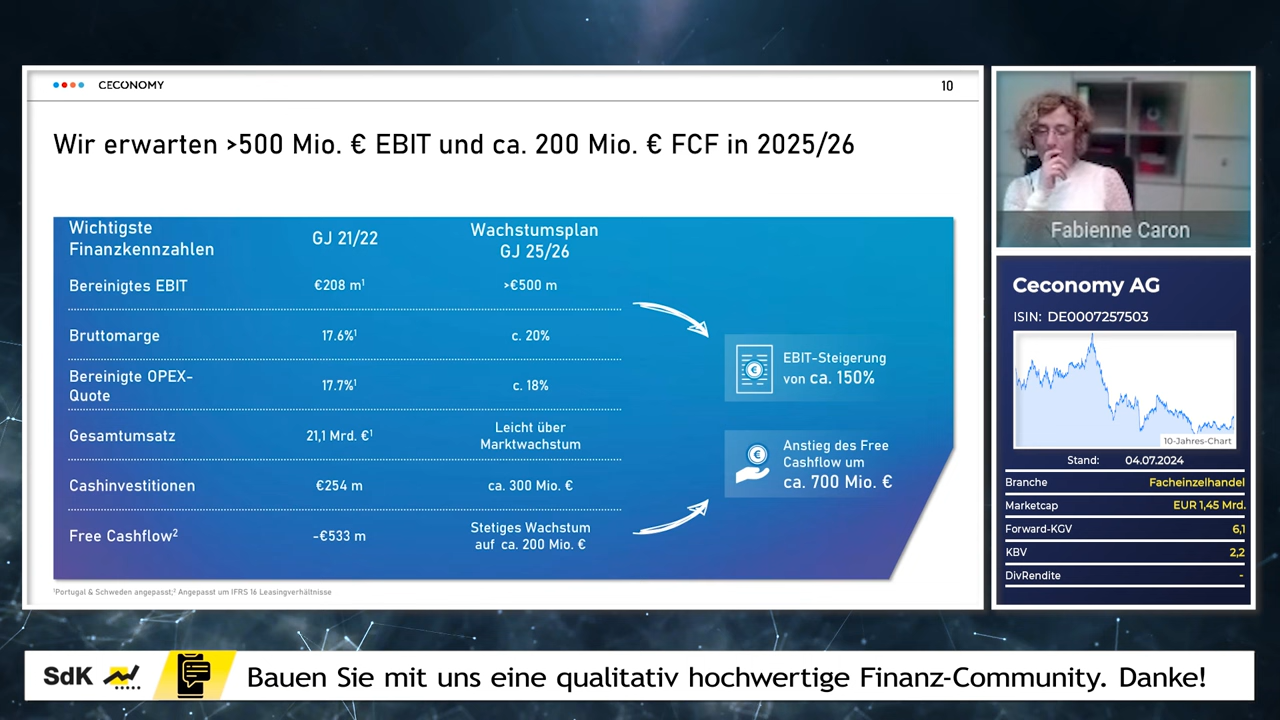 CECONOMY
10
Wir erwarten >500 Mio. € EBIT und ca. 200 Mio. € FCF in 2025/26
Wichtigste
Finanzkennzahlen
GJ 21/22
Wachstumsplan
GJ 25/26
Bereinigtes EBIT
€208 m¹
>€500 m
Bruttomarge
17.6%¹
c. 20%
Bereinigte OPEX-
Quote
17.7%¹
c. 18%
Gesamtumsatz
21,1 Mrd. €¹
Leicht über
Marktwachstum
Cashinvestitionen
€254 m
ca. 300 Mio. €
Free Cashflow²
-€533 m
Stetiges Wachstum
auf ca. 200 Mio. €
EBIT-Steigerung
von ca. 150%
Anstieg des Free
Cashflow um
ca. 700 Mio. €
¹Portugal & Schweden angepasst;² Angepasst um IFRS 16 Leasingverhältnisse
Fabienne Caron
Ceconomy AG
ISIN: DE0007257503
10-Jahres-Chart
Stand: 04.07.2024
Branche Facheinzelhandel
Marketcap EUR 1,45 Mrd.
Forward-KGV 6,1
KBV 2,2
DivRendite -
SdK
Bauen Sie mit uns eine qualitativ hochwertige Finanz-Community. Danke!